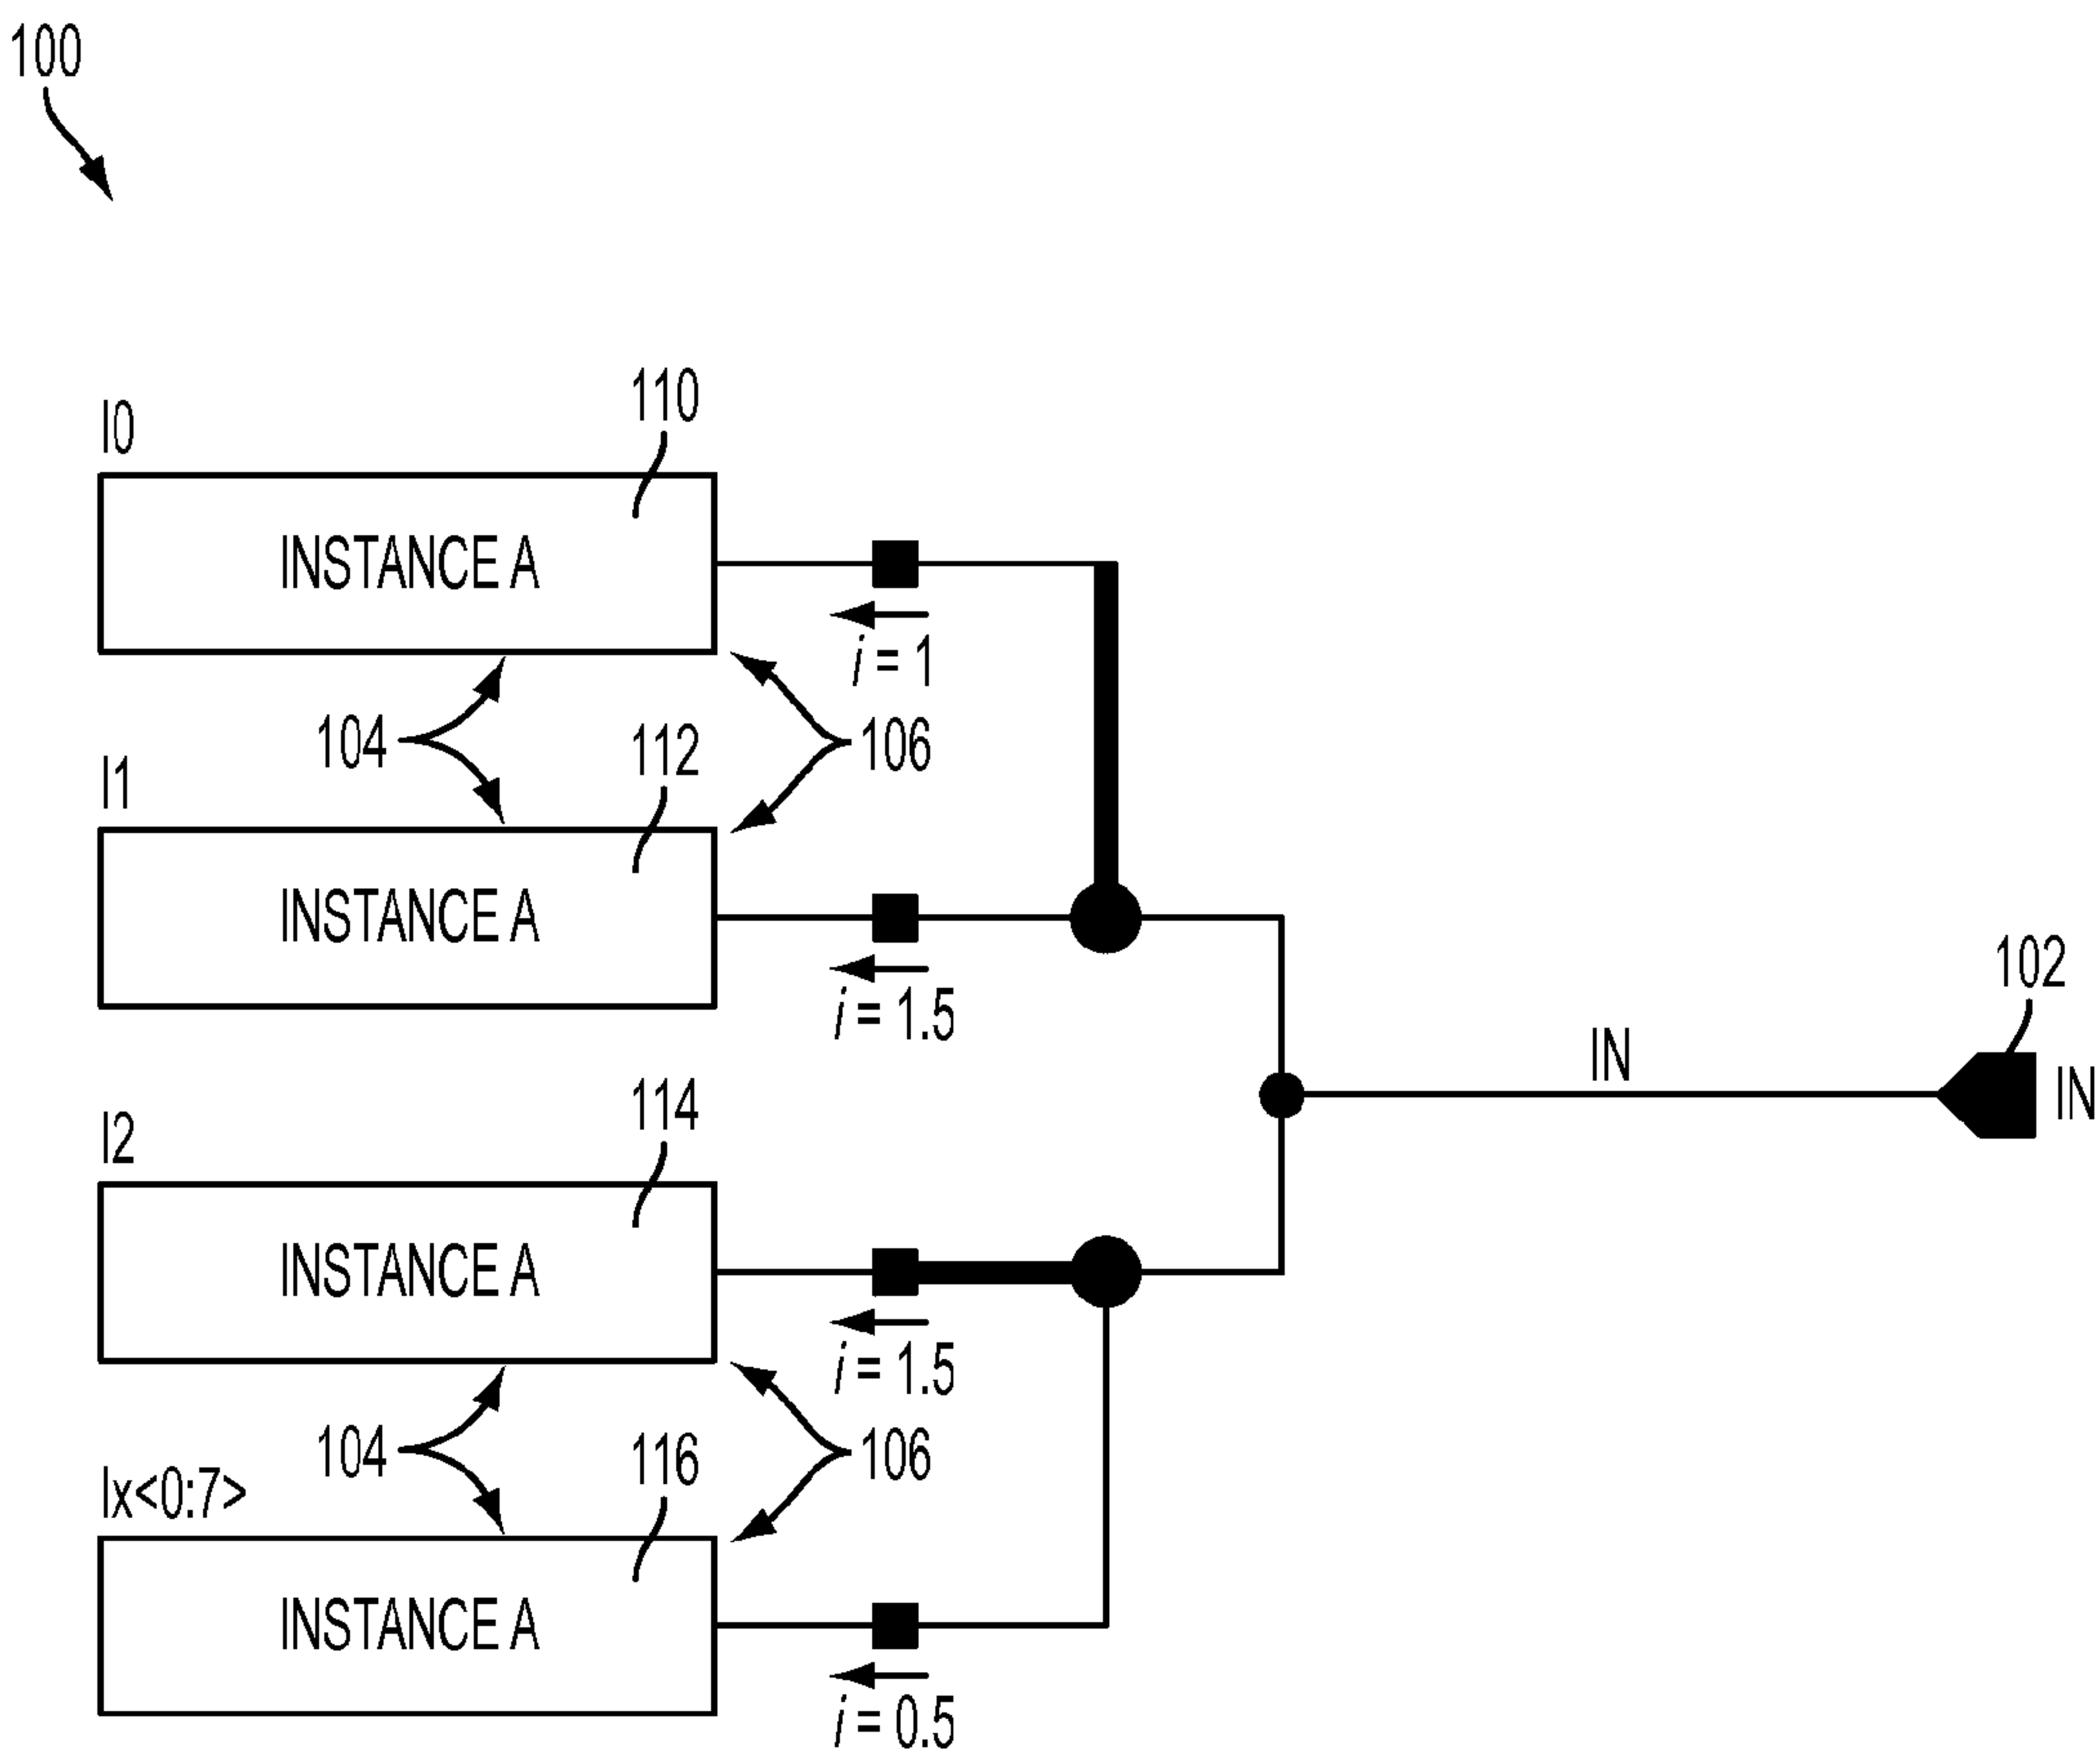 100
110
I0
INSTANCE A
i = 1
104
106
112
I1
INSTANCE A
i = 1.5
102
IN
IN
114
I2
INSTANCE A
i = 1.5
104
106
116
Ix<0:7>
INSTANCE A
i = 0.5